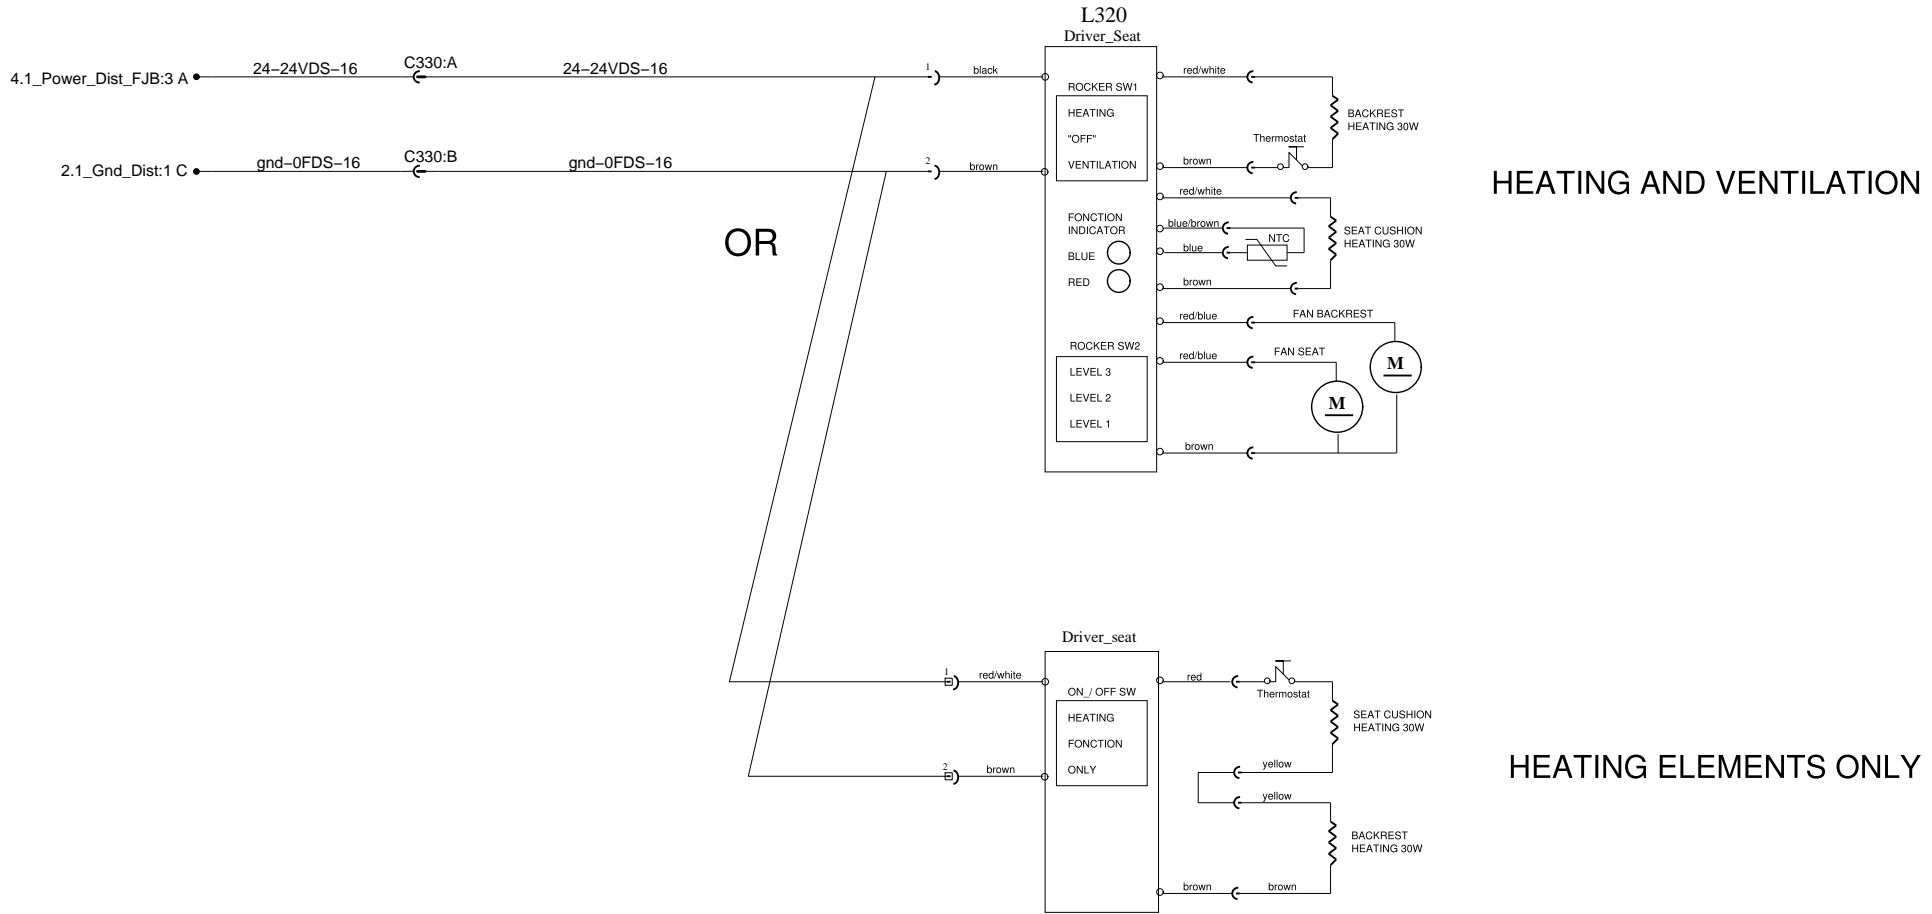 L320
Driver_Seat
4.1_Power_Dist_FJB:3 A
24-24VDS-16
C330:A
24-24VDS-16
1
black
red/white
ROCKER SW1
HEATING
"OFF"
VENTILATION
BACKREST
HEATING 30W
Thermostat
brown
2.1_Gnd_Dist:1 C
gnd-0FDS-16
C330:B
gnd-0FDS-16
2
brown
HEATING AND VENTILATION
red/white
FONCTION
INDICATOR
blue/brown
NTC
SEAT CUSHION
HEATING 30W
OR
BLUE
blue
RED
brown
red/blue
FAN BACKREST
ROCKER SW2
red/blue
FAN SEAT
M
LEVEL 3
LEVEL 2
M
LEVEL 1
brown
Driver_seat
1
red/white
ON_/ OFF SW
red
Thermostat
HEATING
FONCTION
ONLY
SEAT CUSHION
HEATING 30W
2
brown
yellow
HEATING ELEMENTS ONLY
yellow
BACKREST
HEATING 30W
brown
brown